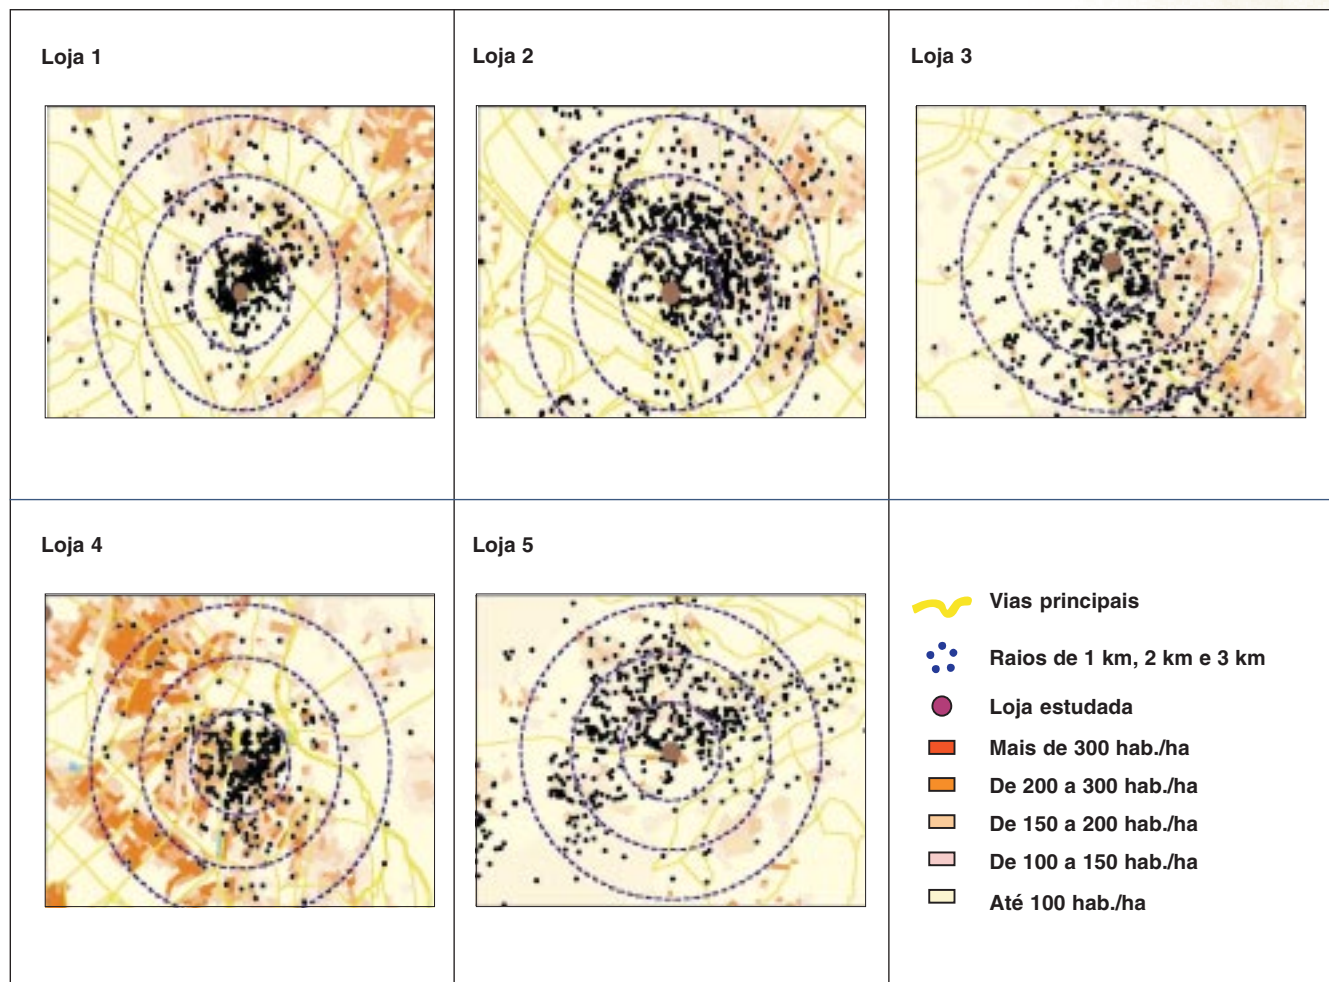 Loja 1
Loja 2
Loja 3
Loja 4
Loja 5
Vias principais
Raios de 1 km, 2 km e 3 km
Loja estudada
Mais de 300 hab./ha
De 200 a 300 hab./ha
De 150 a 200 hab./ha
De 100 a 150 hab./ha
Até 100 hab./ha